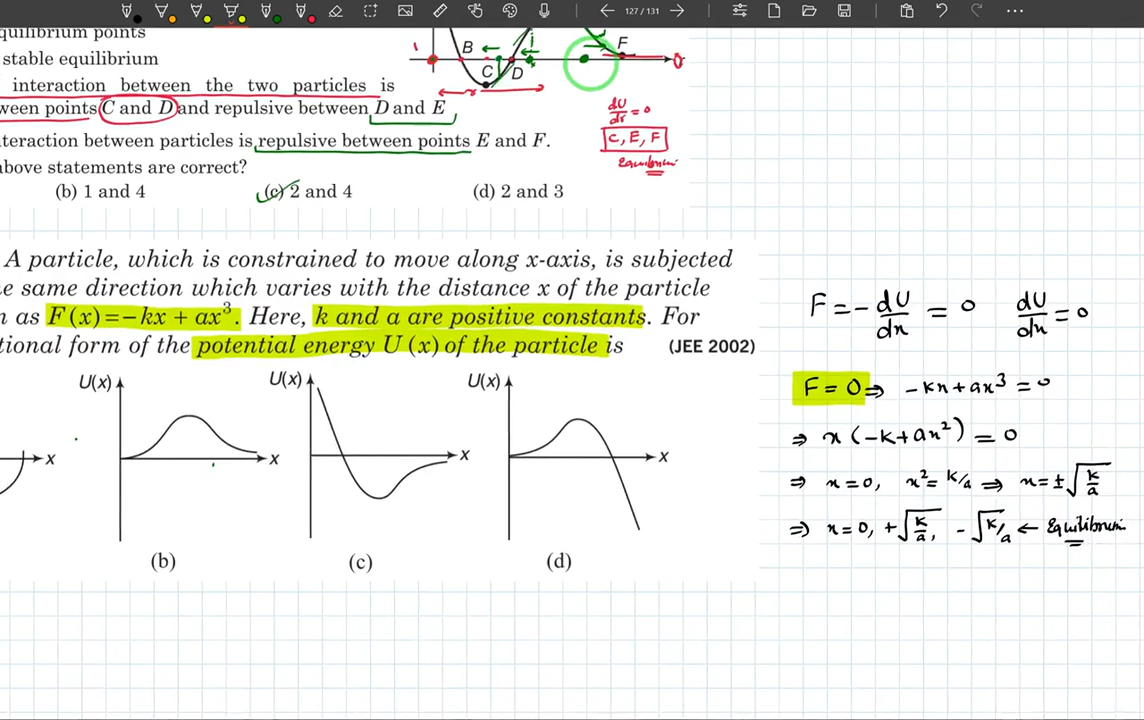 127 / 131
quilibrium points
stable equilibrium
interaction between the two particles is
ween points C and D and repulsive between D and E
nteraction between particles is repulsive between points E and F.
above statements are correct?
(b) 1 and 4 (c) 2 and 4 (d) 2 and 3
B C D F
dU/dr = 0
C, E, F
Equilibrium
A particle, which is constrained to move along x-axis, is subjected
e same direction which varies with the distance x of the particle
n as F(x)=−kx + ax³. Here, k and a are positive constants. For
tional form of the potential energy U (x) of the particle is (JEE 2002)
U(x) U(x) U(x)
x x x x
(b) (c) (d)
F = -dU/dx = 0 dU/dx = 0
F = 0 ⇒ -kx + ax³ = 0
⇒ x (-k + ax²) = 0
⇒ x = 0, x² = k/a ⇒ x = ±√(k/a)
⇒ x = 0, +√(k/a), -√(k/a) ← Equilibrium